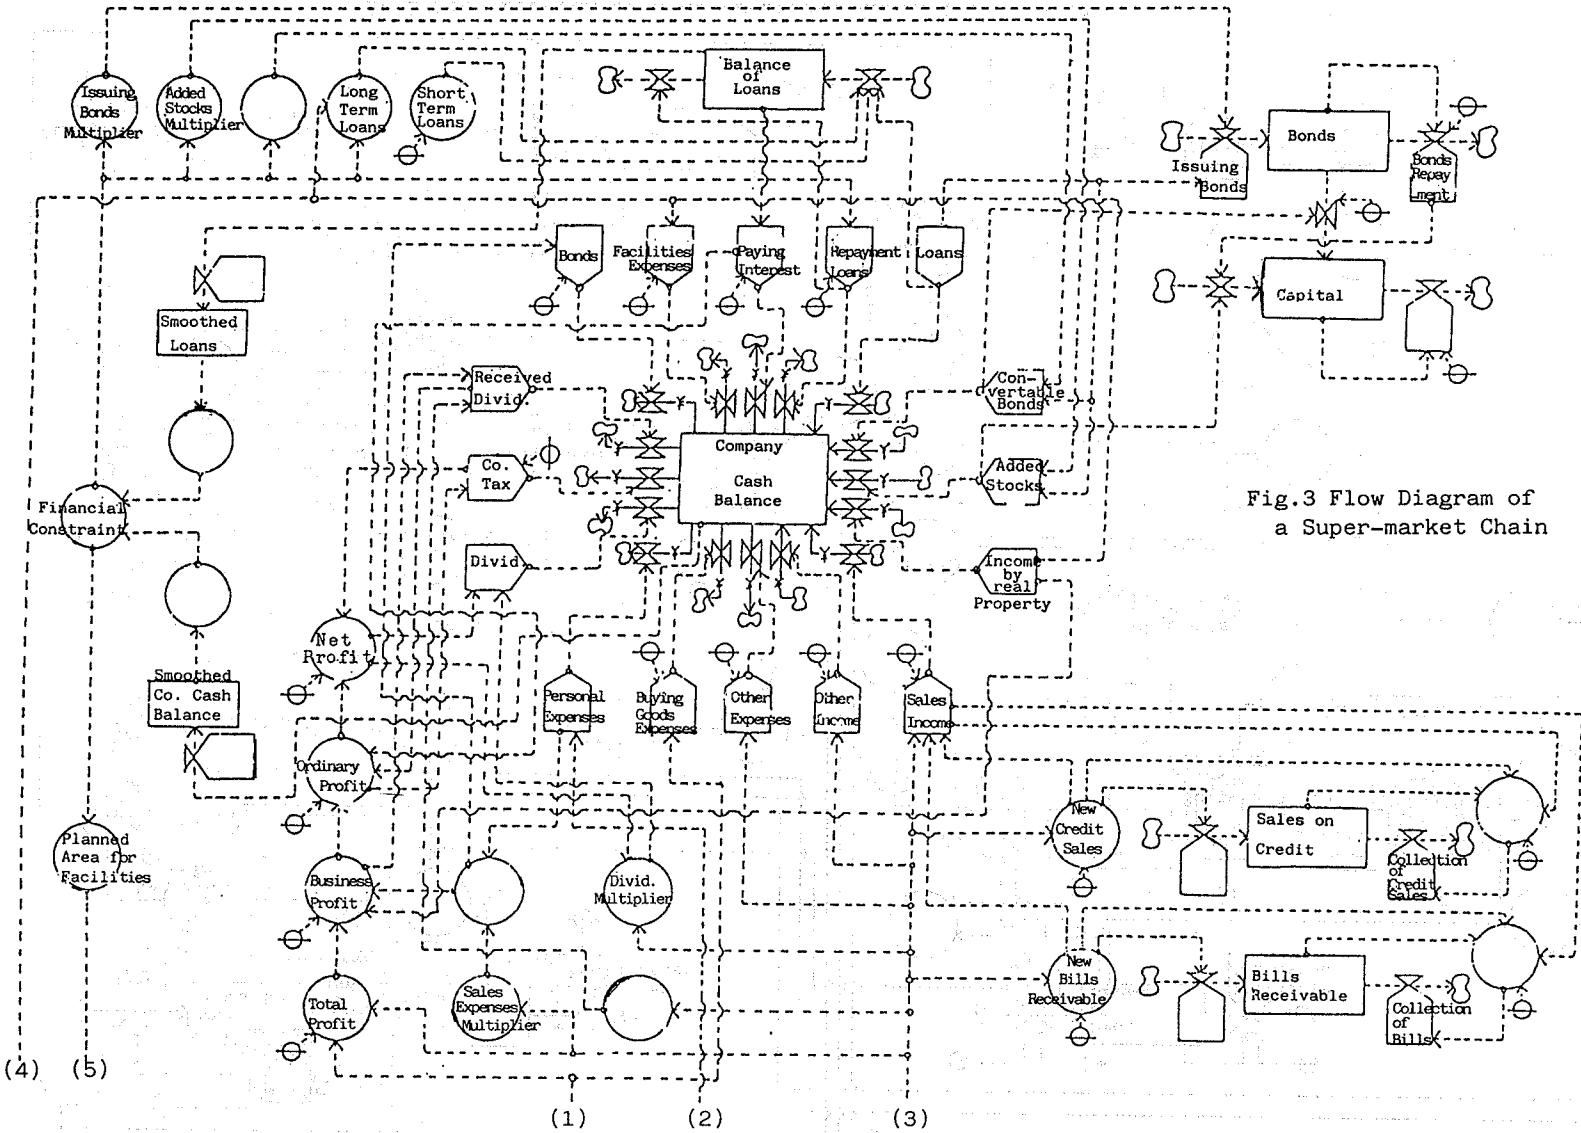 Issuing
Bonds
Multiplier
Added
Stocks
Multiplier
Long
Term
Loans
Short
Term
Loans
Balance
of
Loans
Bonds
Issuing
Bonds
Bonds
Repay
ment
Bonds
Facilities
Expenses
Paying
Interest
Repayment
Loans
Loans
Capital
Smoothed
Loans
Received
Divid.
Con-
vertable
Bonds
Company
Cash
Balance
Co.
Tax
Added
Stocks
Fig.3 Flow Diagram of
a Super-market Chain
Financial
Constraint
Divid.
Income
by
real
Property
Net
Rrofit
Smoothed
Co. Cash
Balance
Personal
Expenses
Buying
Goods
Expenses
Other
Expenses
Other
Income
Sales
Income
Ordinary
Profit
New
Credit
Sales
Sales on
Credit
Collection
of
Credit
Sales
Planned
Area for
Facilities
Business
Profit
Divid.
Multiplier
New
Bills
Receivable
Bills
Receivable
Collection
of
Bills
Total
Profit
Sales
Expenses
Multiplier
(4) (5)
(1) (2) (3)